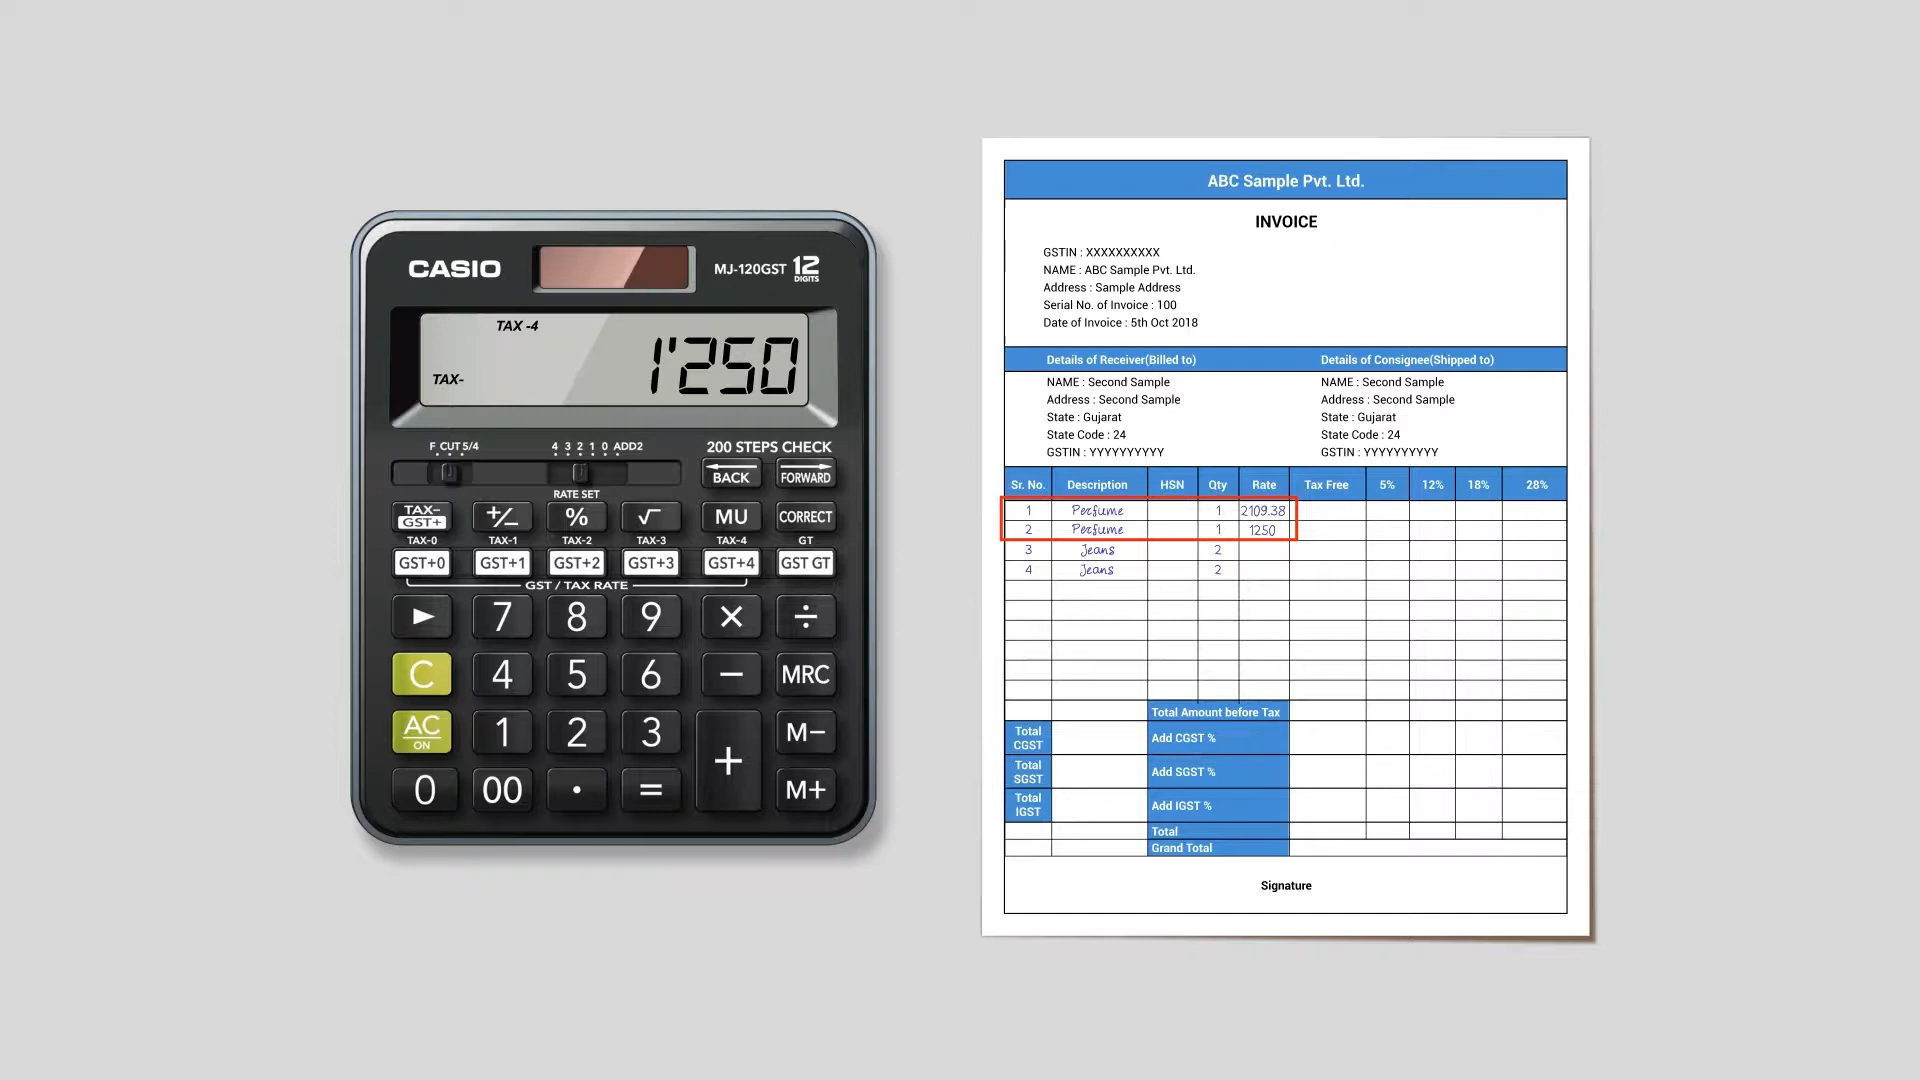 CASIO
MJ-120GST 12 DIGITS
TAX -4
TAX-
1'250
F CUT 5/4
4 3 2 1 0 ADD2
200 STEPS CHECK
BACK
FORWARD
RATE SET
TAX- GST+
+/− % √ MU CORRECT
TAX-0 TAX-1 TAX-2 TAX-3 TAX-4 GT
GST+0 GST+1 GST+2 GST+3 GST+4 GST GT
GST / TAX RATE
▶ 7 8 9 × ÷
C 4 5 6 − MRC
AC ON 1 2 3 + M−
0 00 · = M+
ABC Sample Pvt. Ltd.
INVOICE
GSTIN : XXXXXXXXXX
NAME : ABC Sample Pvt. Ltd.
Address : Sample Address
Serial No. of Invoice : 100
Date of Invoice : 5th Oct 2018
Details of Receiver(Billed to)
NAME : Second Sample
Address : Second Sample
State : Gujarat
State Code : 24
GSTIN : YYYYYYYYYY
Details of Consignee(Shipped to)
NAME : Second Sample
Address : Second Sample
State : Gujarat
State Code : 24
GSTIN : YYYYYYYYYY
Sr. No. Description HSN Qty Rate Tax Free 5% 12% 18% 28%
1 Perfume 1 2109.38
2 Perfume 1 1250
3 Jeans 2
4 Jeans 2
Total Amount before Tax
Total CGST
Add CGST %
Total SGST
Add SGST %
Total IGST
Add IGST %
Total
Grand Total
Signature